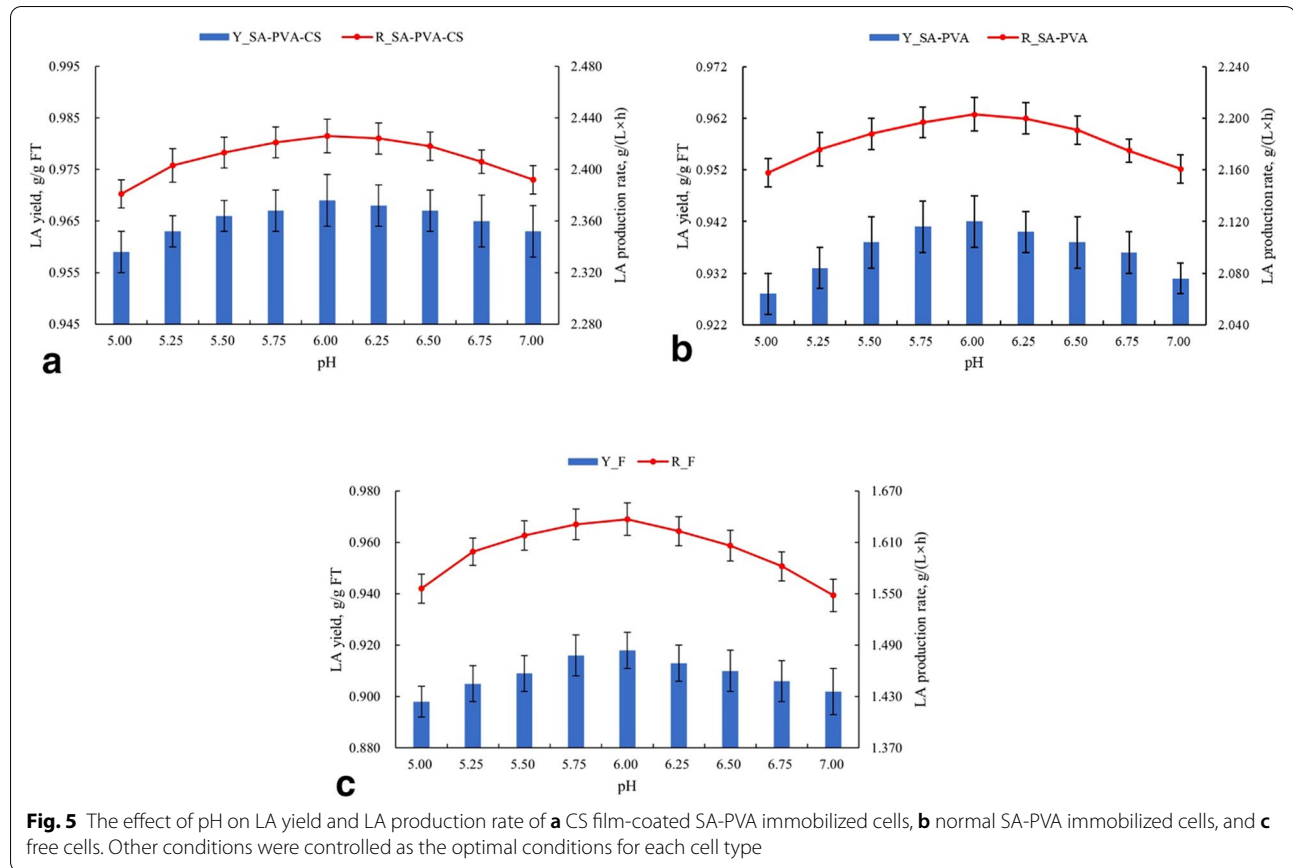 Y_SA-PVA-CS R_SA-PVA-CS
LA yield, g/g FT
0.995
0.985
0.975
0.965
0.955
0.945
2.480
2.440
2.400
2.360
2.320
2.280
LA production rate, g/(L×h)
5.00 5.25 5.50 5.75 6.00 6.25 6.50 6.75 7.00
pH
a
Y_SA-PVA R_SA-PVA
LA yield, g/g FT
0.972
0.962
0.952
0.942
0.932
0.922
2.240
2.200
2.160
2.120
2.080
2.040
LA production rate, g/(L×h)
5.00 5.25 5.50 5.75 6.00 6.25 6.50 6.75 7.00
pH
b
Y_F R_F
LA yield, g/g FT
0.980
0.960
0.940
0.920
0.900
0.880
1.670
1.610
1.550
1.490
1.430
1.370
LA production rate, g/(L×h)
5.00 5.25 5.50 5.75 6.00 6.25 6.50 6.75 7.00
pH
c
Fig. 5 The effect of pH on LA yield and LA production rate of a CS film-coated SA-PVA immobilized cells, b normal SA-PVA immobilized cells, and c
free cells. Other conditions were controlled as the optimal conditions for each cell type